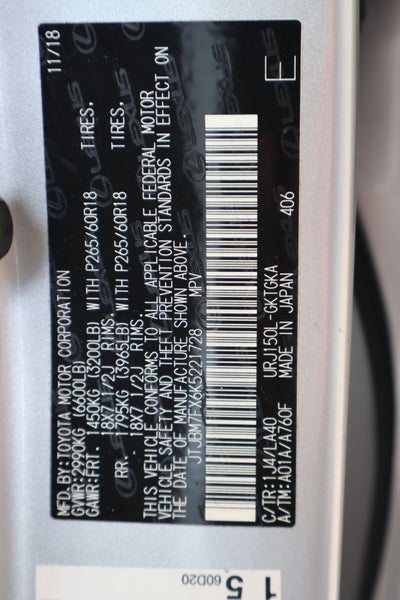 MFD.BY:TOYOTA MOTOR CORPORATION 11/18
GVWR:2990KG (6600LB)
GAWR:FRT. 1450KG (3200LB) WITH P265/60R18 TIRES,
18X7 1/2J RIMS,
RR. 1795KG (3965LB) WITH P265/60R18 TIRES,
18X7 1/2J RIMS,
THIS VEHICLE CONFORMS TO ALL APPLICABLE FEDERAL MOTOR
VEHICLE SAFETY AND THEFT PREVENTION STANDARDS IN EFFECT ON
THE DATE OF MANUFACTURE SHOWN ABOVE.
JTJBM7FX6K5221728 MPV
C/TR:1J4/LA40 URJ150L-GKTGKA
A/TM:A01A/A760F MADE IN JAPAN 406
E
LEXUS
60D20
15